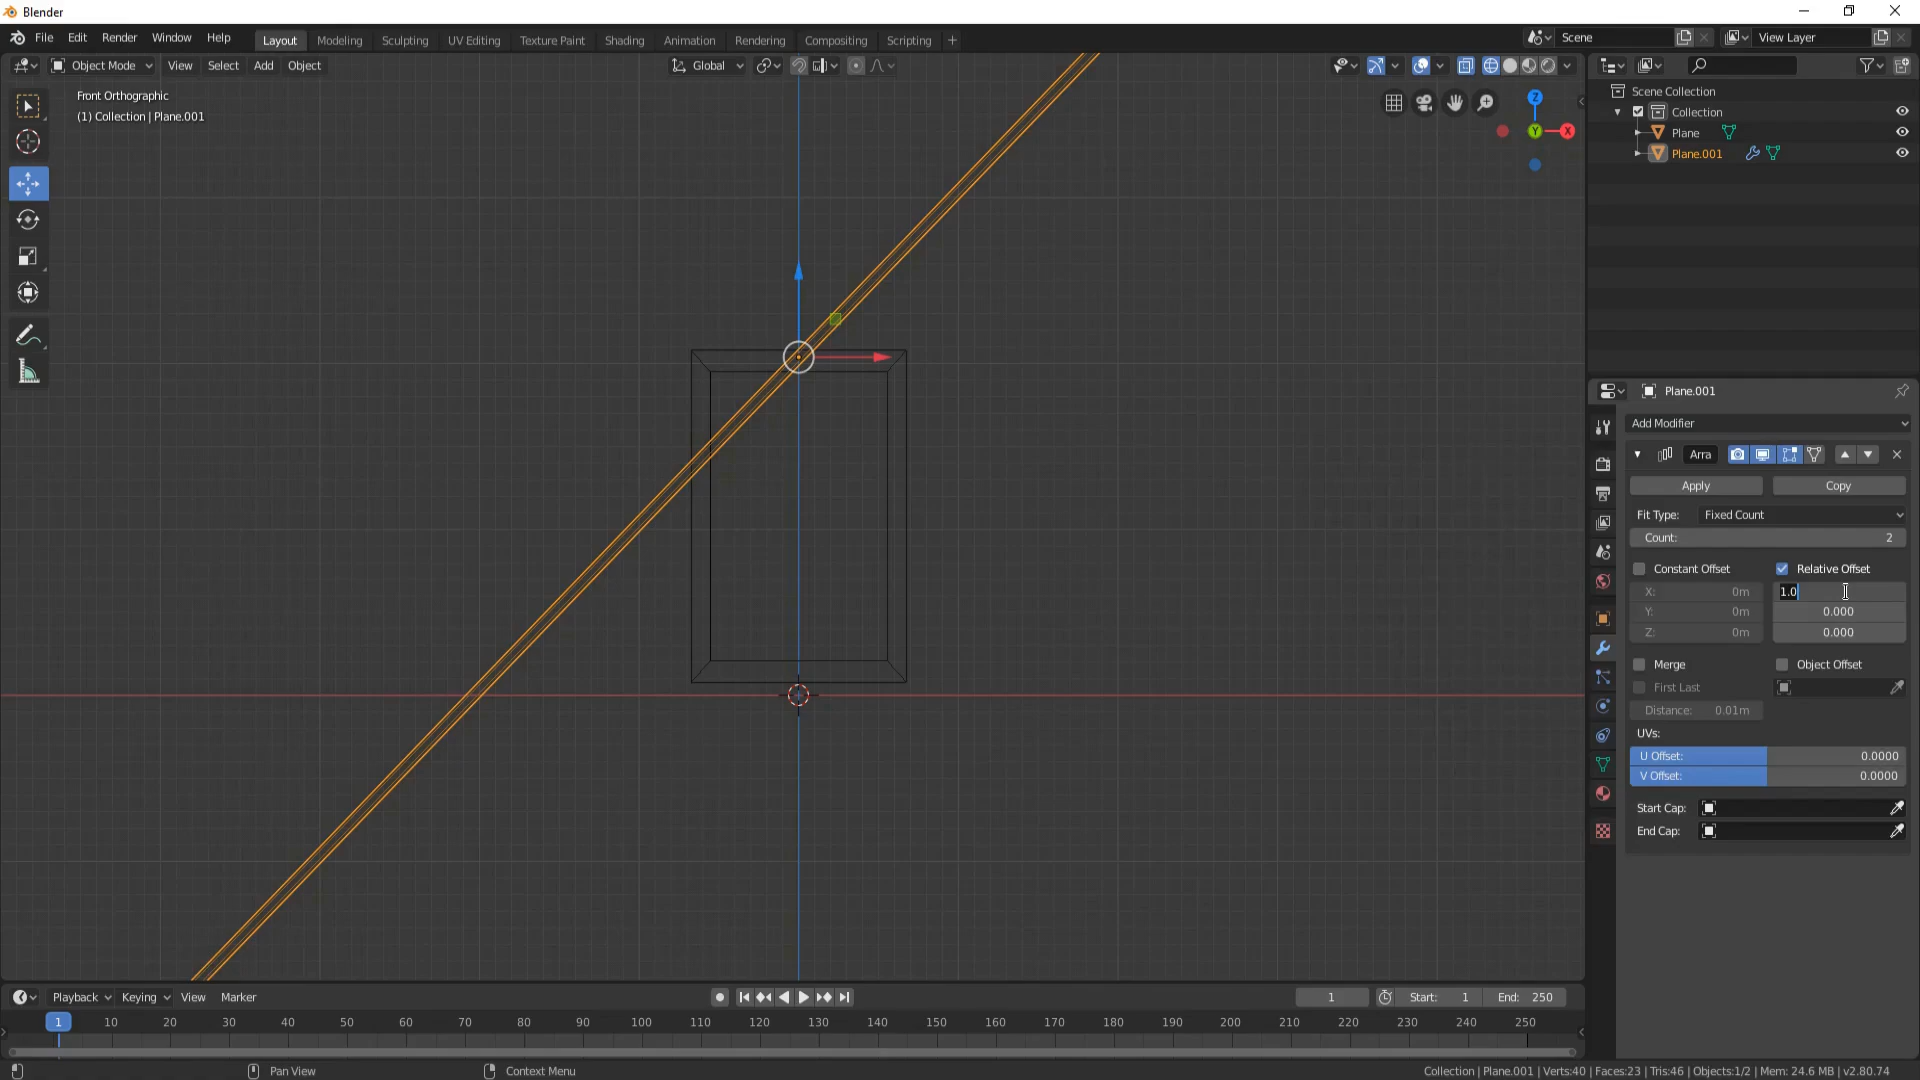 Blender
File Edit Render Window Help
Layout Modeling Sculpting UV Editing Texture Paint Shading Animation Rendering Compositing Scripting +
Scene
View Layer
Object Mode View Select Add Object
Global
Front Orthographic
(1) Collection | Plane.001
Z
Y
X
Scene Collection
Collection
Plane
Plane.001
Plane.001
Add Modifier
Arra
Apply Copy
Fit Type: Fixed Count
Count: 2
Constant Offset Relative Offset
X: 0m 1.0
Y: 0m 0.000
Z: 0m 0.000
Merge Object Offset
First Last
Distance: 0.01m
UVs:
U Offset: 0.0000
V Offset: 0.0000
Start Cap:
End Cap:
Playback Keying View Marker
1 Start: 1 End: 250
1 10 20 30 40 50 60 70 80 90 100 110 120 130 140 150 160 170 180 190 200 210 220 230 240 250
Pan View Context Menu
Collection | Plane.001 | Verts:40 | Faces:23 | Tris:46 | Objects:1/2 | Mem: 24.6 MB | v2.80.74